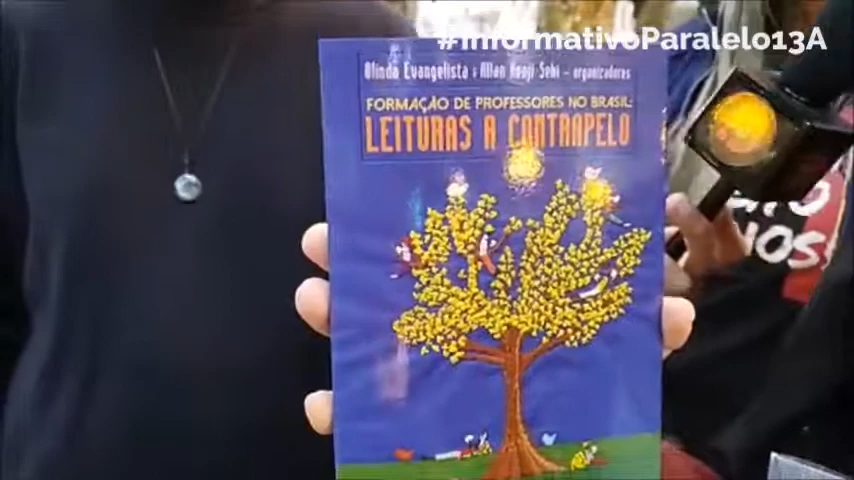 #InformativoParalelo13A
Olinda Evangelista & Allan Kenji Seki – organizadores
FORMAÇÃO DE PROFESSORES NO BRASIL:
LEITURAS A CONTRAPELO